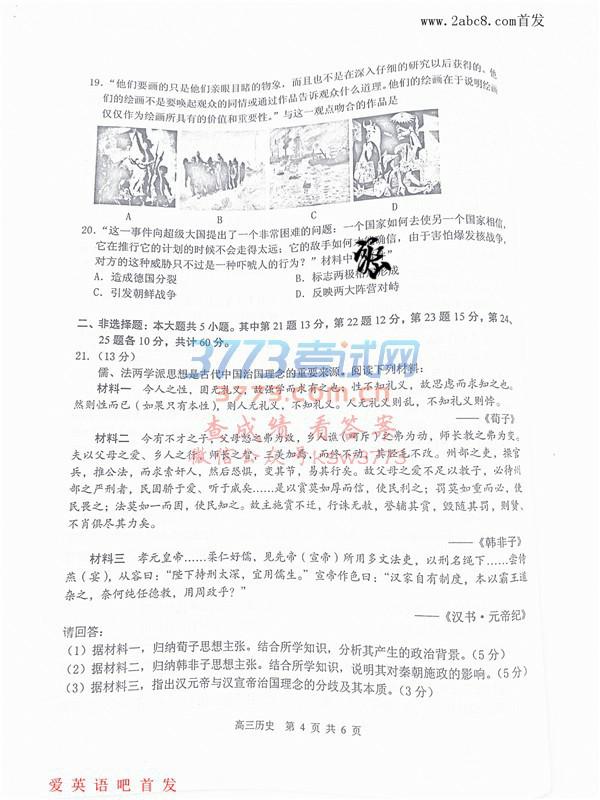 www.2abc8.com首发
19.“他们要画的只是他们亲眼目睹的物象，而且也不是在深入仔细的研究以后获得的、他
们的绘画不是要唤起观众的同情或通过作品告诉观众什么道理。他们的绘画在于说明绘画
仅仅作为绘画所具有的价值和重要性。”与这一观点吻合的作品是
A B C D
20.“这一事件向超级大国提出了一个非常困难的问题：一个国家如何去使另一个国家相信，
它在推行它的计划的时候不会走得太远；它的敌手如何才能确信，由于害怕爆发核战争，
对方的这种威胁只不过是一种吓唬人的行为？”材料中
A．造成德国分裂 B．标志两极格局形成
C．引发朝鲜战争 D．反映两大阵营对峙
二、非选择题：本大题共5小题。其中第21题13分，第22题12分，第23题15分，第24、
25题各10分，共计60分。
21.（13分）
儒、法两学派思想是古代中国治国理念的重要来源。阅读下列材料：
材料一 今人之性，固无礼义，故强学而求有之也；性不知礼义，故思虑而求知之也。
然则性而已（如果只有本性），则人无礼义，不知礼义。人无礼义则乱，不知礼义则悖。
——《荀子》
材料二 今有不才之子，父母怒之弗为改，乡人谯（呵斥）之弗为动，师长教之弗为变。
夫以父母之爱、乡人之行、师长之智，三美加焉，而终不动，其胫毛不改。州部之吏，操官
兵，推公法，而求索奸人，然后恐惧，变其节，易其行矣。故父母之爱不足以教子，必待州
部之严刑者，民固骄于爱、听于威矣……是以赏莫如厚而信，使民利之；罚莫如重而必，使
民畏之；法莫如一而固，使民知之。故主施赏不迁，行诛无赦，誉辅其赏，毁随其罚，则贤、
不肖俱尽其力矣。
——《韩非子》
材料三 孝元皇帝……柔仁好儒，见先帝（宣帝）所用多文法吏，以刑名绳下……尝侍
燕（宴），从容曰：“陛下持刑太深，宜用儒生。”宣帝作色曰：“汉家自有制度，本以霸王道
杂之，奈何纯任德教，用周政乎？”
——《汉书·元帝纪》
请回答：
（1）据材料一，归纳荀子思想主张。结合所学知识，分析其产生的政治背景。（5分）
（2）据材料二，归纳韩非子思想主张。结合所学知识，说明其对秦朝施政的影响。（5分）
（3）据材料三，指出汉元帝与汉宣帝治国理念的分歧及其本质。（3分）
高三历史 第4页共6页
3773考试网
www.3773.com.cn
查成绩 看答案
微信公众号KSW3773
爱英语吧首发